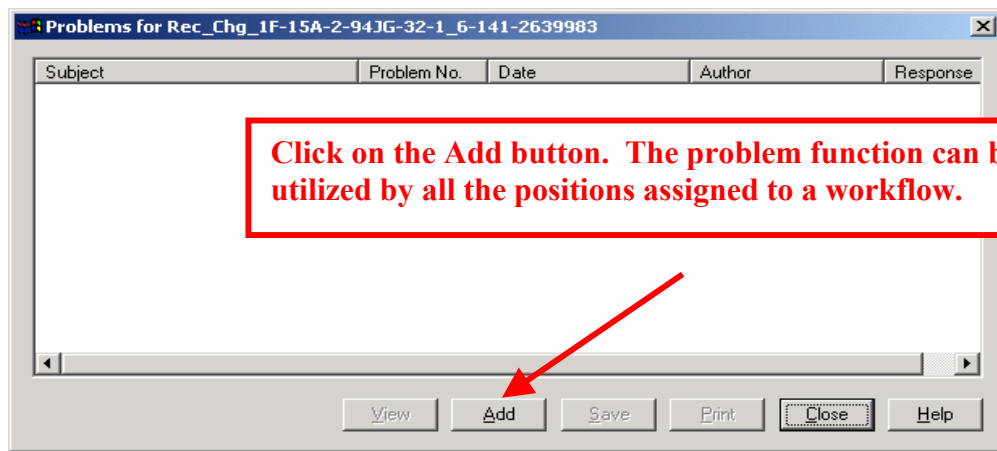 Problems for Rec_Chg_1F-15A-2-94JG-32-1_6-141-2639983
Subject Problem No. Date Author Response
Click on the Add button. The problem function can b
utilized by all the positions assigned to a workflow.
View Add Save Print Close Help